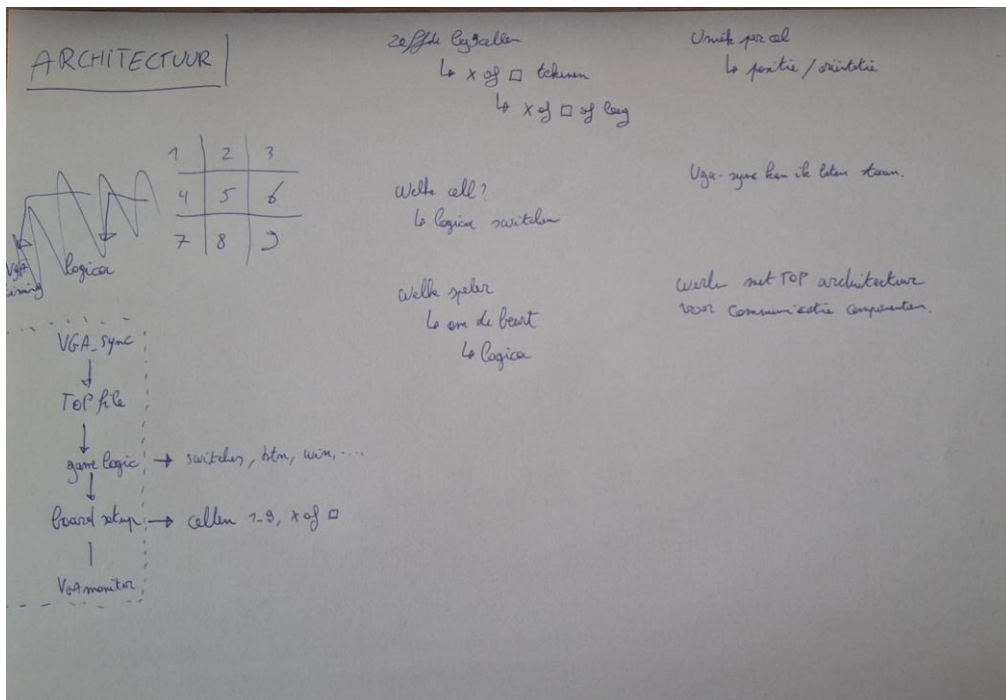 ARCHITECTUUR
1 2 3
4 5 6
7 8 9
VGA logica
timing
VGA_sync
TOP file
game logic → switches, btn, win, ....
board setup → cellen 1-9, x of □
VGA monitor
Zelfde bij cellen
↳ x of □ tekenen
↳ x of □ of leeg
Welke cell?
↳ logica switches
Welke speler
↳ om de beurt
↳ logica
Uniek per cel
↳ positie / oriëntatie
Vga-sync kan ik laten staan.
werken met TOP architectuur
voor communicatie componenten.